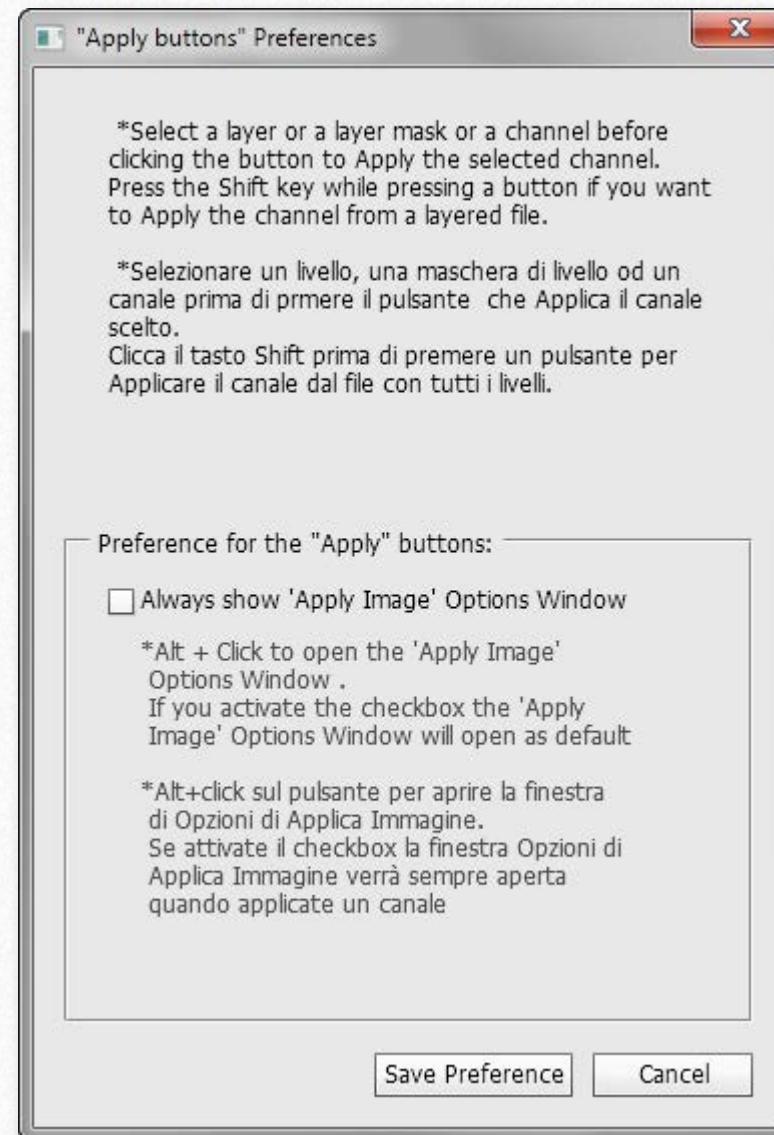 "Apply buttons" Preferences
*Select a layer or a layer mask or a channel before
clicking the button to Apply the selected channel.
Press the Shift key while pressing a button if you want
to Apply the channel from a layered file.
*Selezionare un livello, una maschera di livello od un
canale prima di prmere il pulsante  che Applica il canale
scelto.
Clicca il tasto Shift prima di premere un pulsante per
Applicare il canale dal file con tutti i livelli.
Preference for the "Apply" buttons:
Always show 'Apply Image' Options Window
*Alt + Click to open the 'Apply Image'
Options Window .
If you activate the checkbox the 'Apply
Image' Options Window will open as default
*Alt+click sul pulsante per aprire la finestra
di Opzioni di Applica Immagine.
Se attivate il checkbox la finestra Opzioni di
Applica Immagine verrà sempre aperta
quando applicate un canale
Save Preference
Cancel